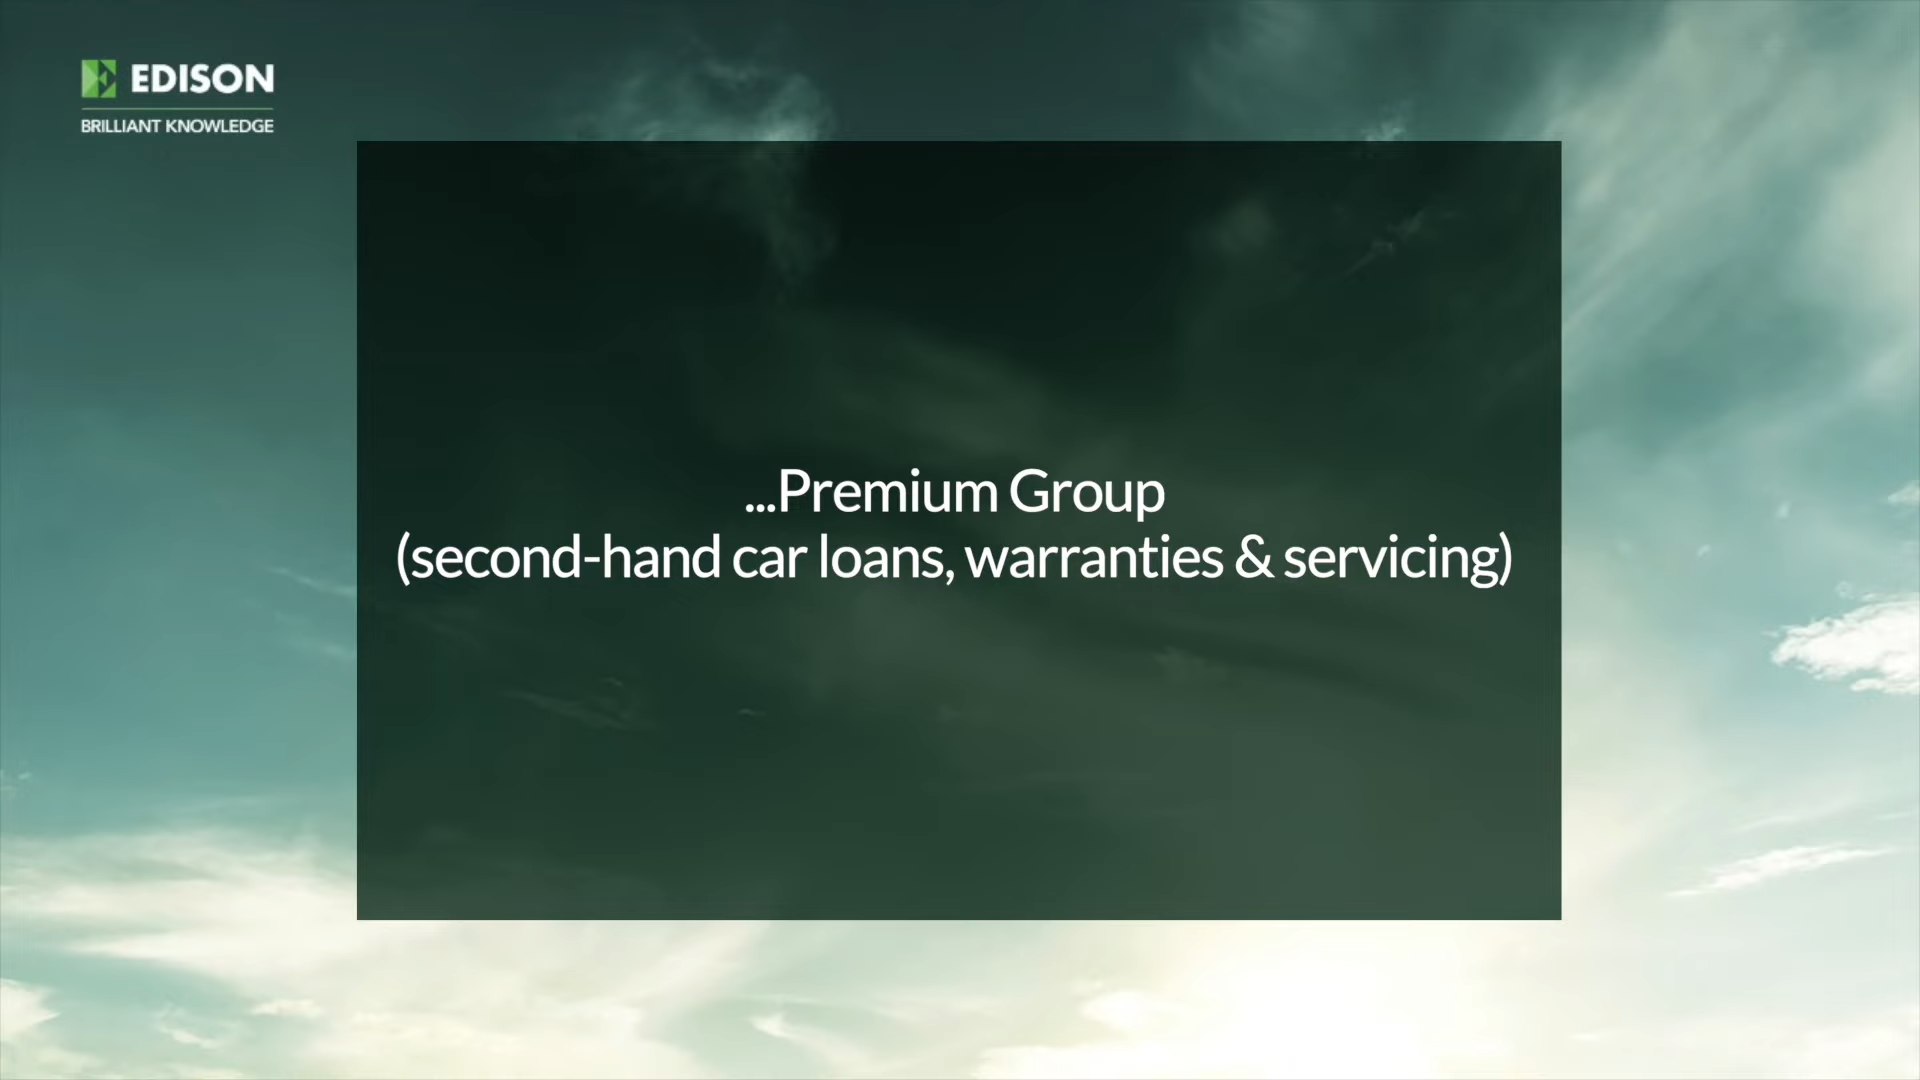 EDISON
BRILLIANT KNOWLEDGE
...Premium Group
(second-hand car loans, warranties & servicing)